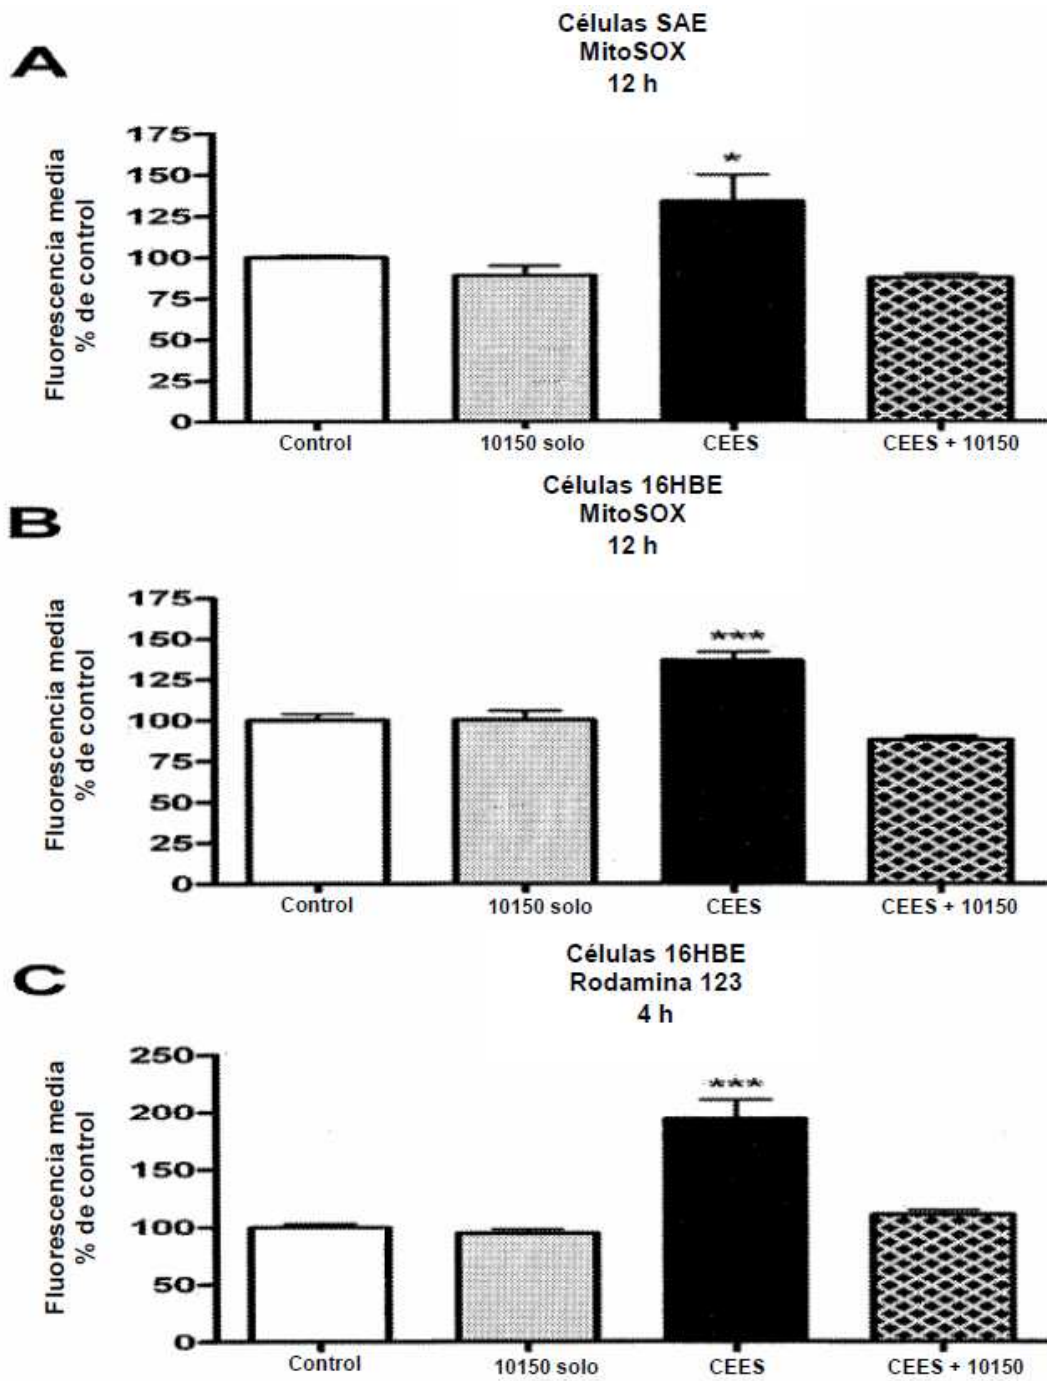 A
Células SAE
MitoSOX
12 h
Fluorescencia media
% de control
175
150
125
100
75
50
25
0
*
Control
10150 solo
CEES
CEES + 10150
B
Células 16HBE
MitoSOX
12 h
Fluorescencia media
% de control
175
150
125
100
75
50
25
0
***
Control
10150 solo
CEES
CEES + 10150
C
Células 16HBE
Rodamina 123
4 h
Fluorescencia media
% de control
250
200
150
100
50
0
***
Control
10150 solo
CEES
CEES + 10150